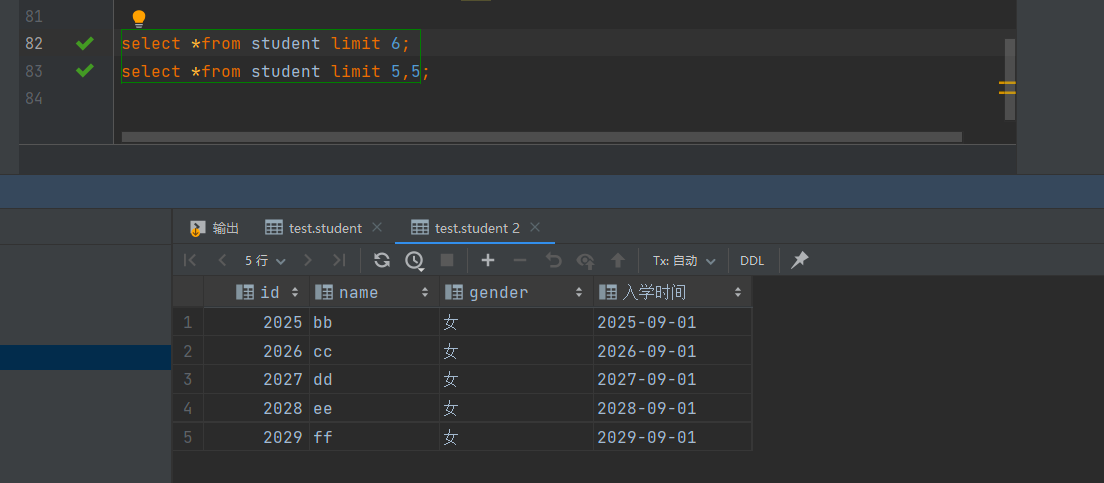 81
82 select *from student limit 6;
83 select *from student limit 5,5;
84
输出 test.student test.student 2
5 行 Tx: 自动 DDL
id name gender 入学时间
1 2025 bb 女 2025-09-01
2 2026 cc 女 2026-09-01
3 2027 dd 女 2027-09-01
4 2028 ee 女 2028-09-01
5 2029 ff 女 2029-09-01